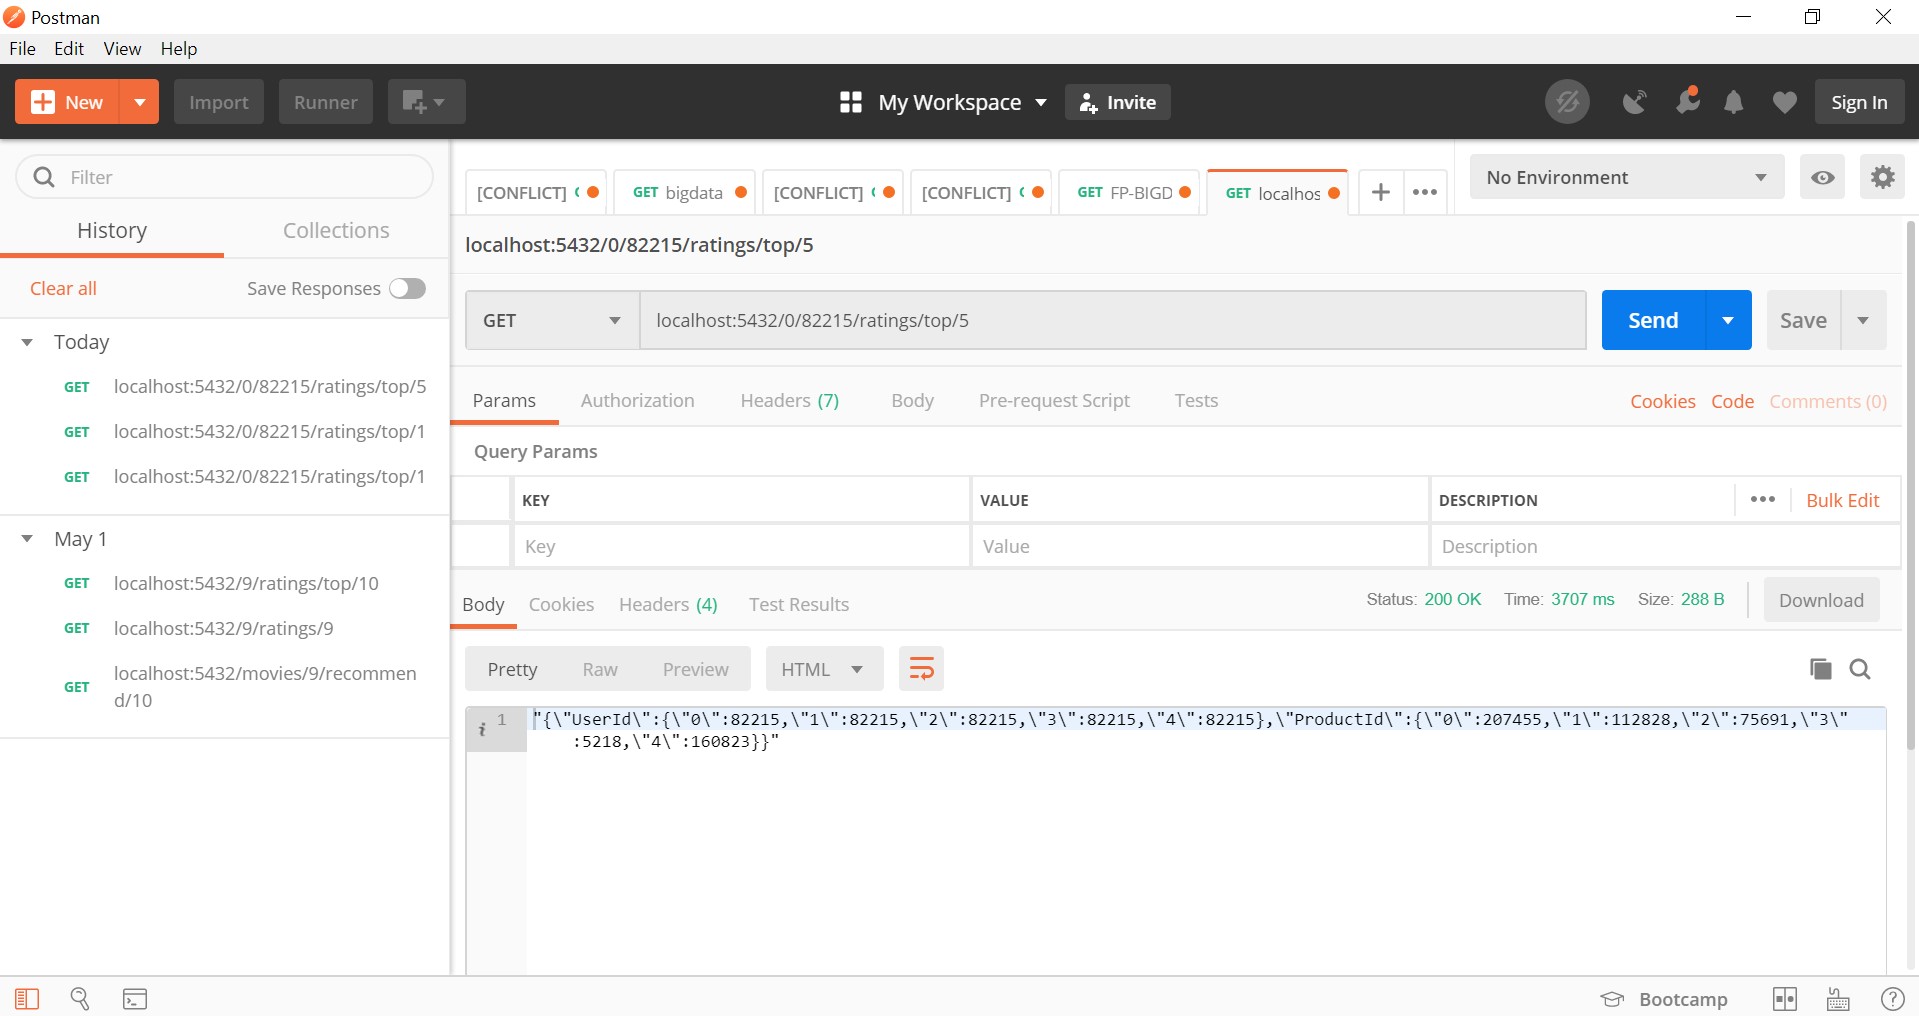 Postman
File Edit View Help
New Import Runner My Workspace Invite Sign In
Filter
History Collections
Clear all Save Responses
Today
GET localhost:5432/0/82215/ratings/top/5
GET localhost:5432/0/82215/ratings/top/1
GET localhost:5432/0/82215/ratings/top/1
May 1
GET localhost:5432/9/ratings/top/10
GET localhost:5432/9/ratings/9
GET localhost:5432/movies/9/recommen
d/10
[CONFLICT] GET bigdata [CONFLICT] [CONFLICT] GET FP-BIGD GET localhos No Environment
localhost:5432/0/82215/ratings/top/5
GET localhost:5432/0/82215/ratings/top/5 Send Save
Params Authorization Headers (7) Body Pre-request Script Tests Cookies Code Comments (0)
Query Params
KEY VALUE DESCRIPTION Bulk Edit
Key Value Description
Body Cookies Headers (4) Test Results Status: 200 OK Time: 3707 ms Size: 288 B Download
Pretty Raw Preview HTML
1 "{\"UserId\":{\"0\":82215,\"1\":82215,\"2\":82215,\"3\":82215,\"4\":82215},\"ProductId\":{\"0\":207455,\"1\":112828,\"2\":75691,\"3\"
:5218,\"4\":160823}}"
Bootcamp